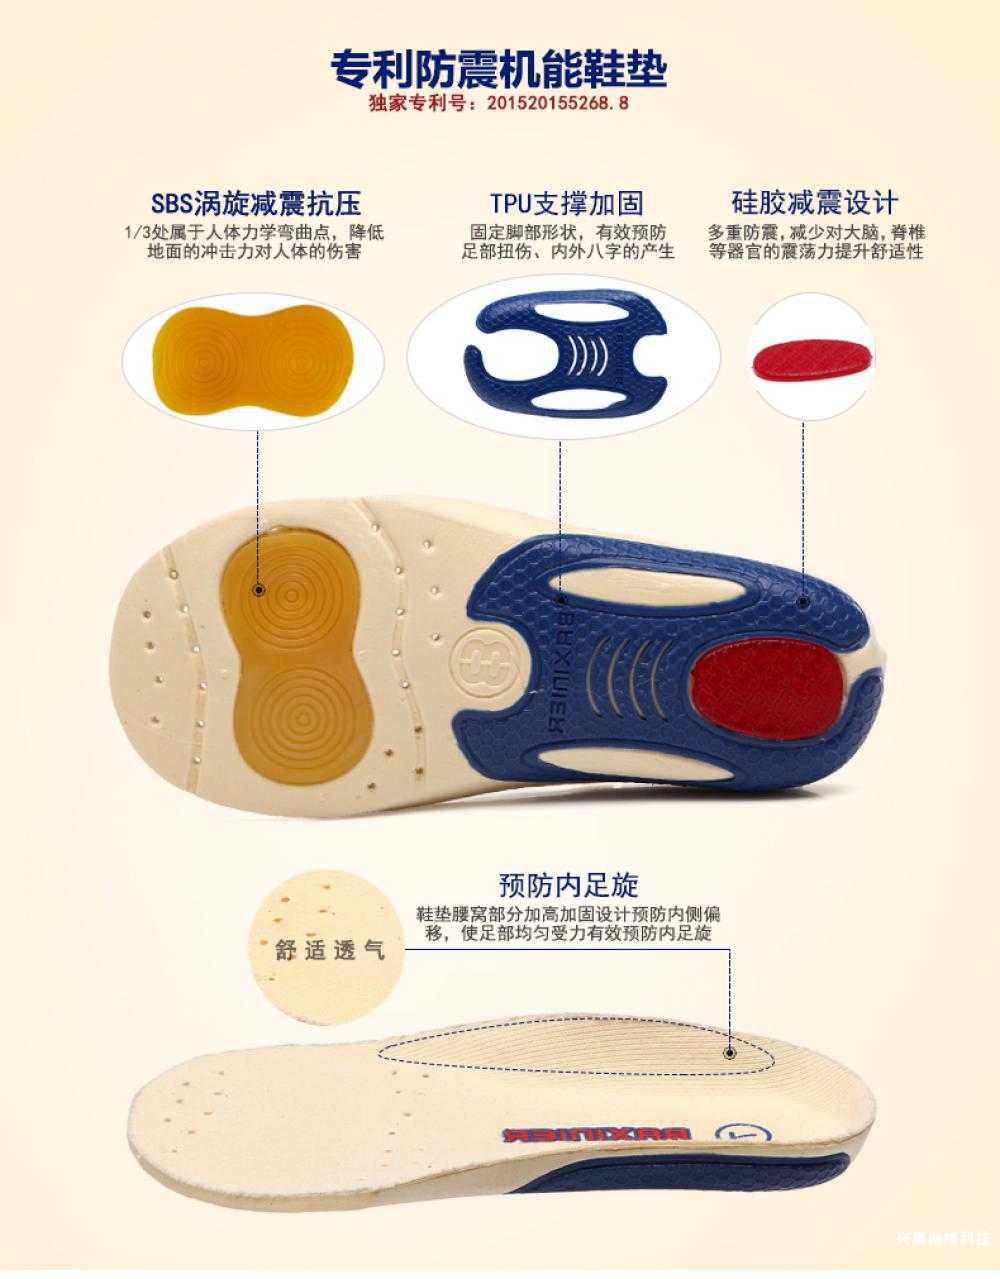 专利防震机能鞋垫
独家专利号：201520155268.8
SBS涡旋减震抗压
1/3处属于人体力学弯曲点，降低
地面的冲击力对人体的伤害
TPU支撑加固
固定脚部形状，有效预防
足部扭伤、内外八字的产生
硅胶减震设计
多重防震，减少对大脑，脊椎
等器官的震荡力提升舒适性
BAXINIER
预防内足旋
鞋垫腰窝部分加高加固设计预防内侧偏
移，使足部均匀受力有效预防内足旋
舒适透气
BAXINIER
兴奥网络科技